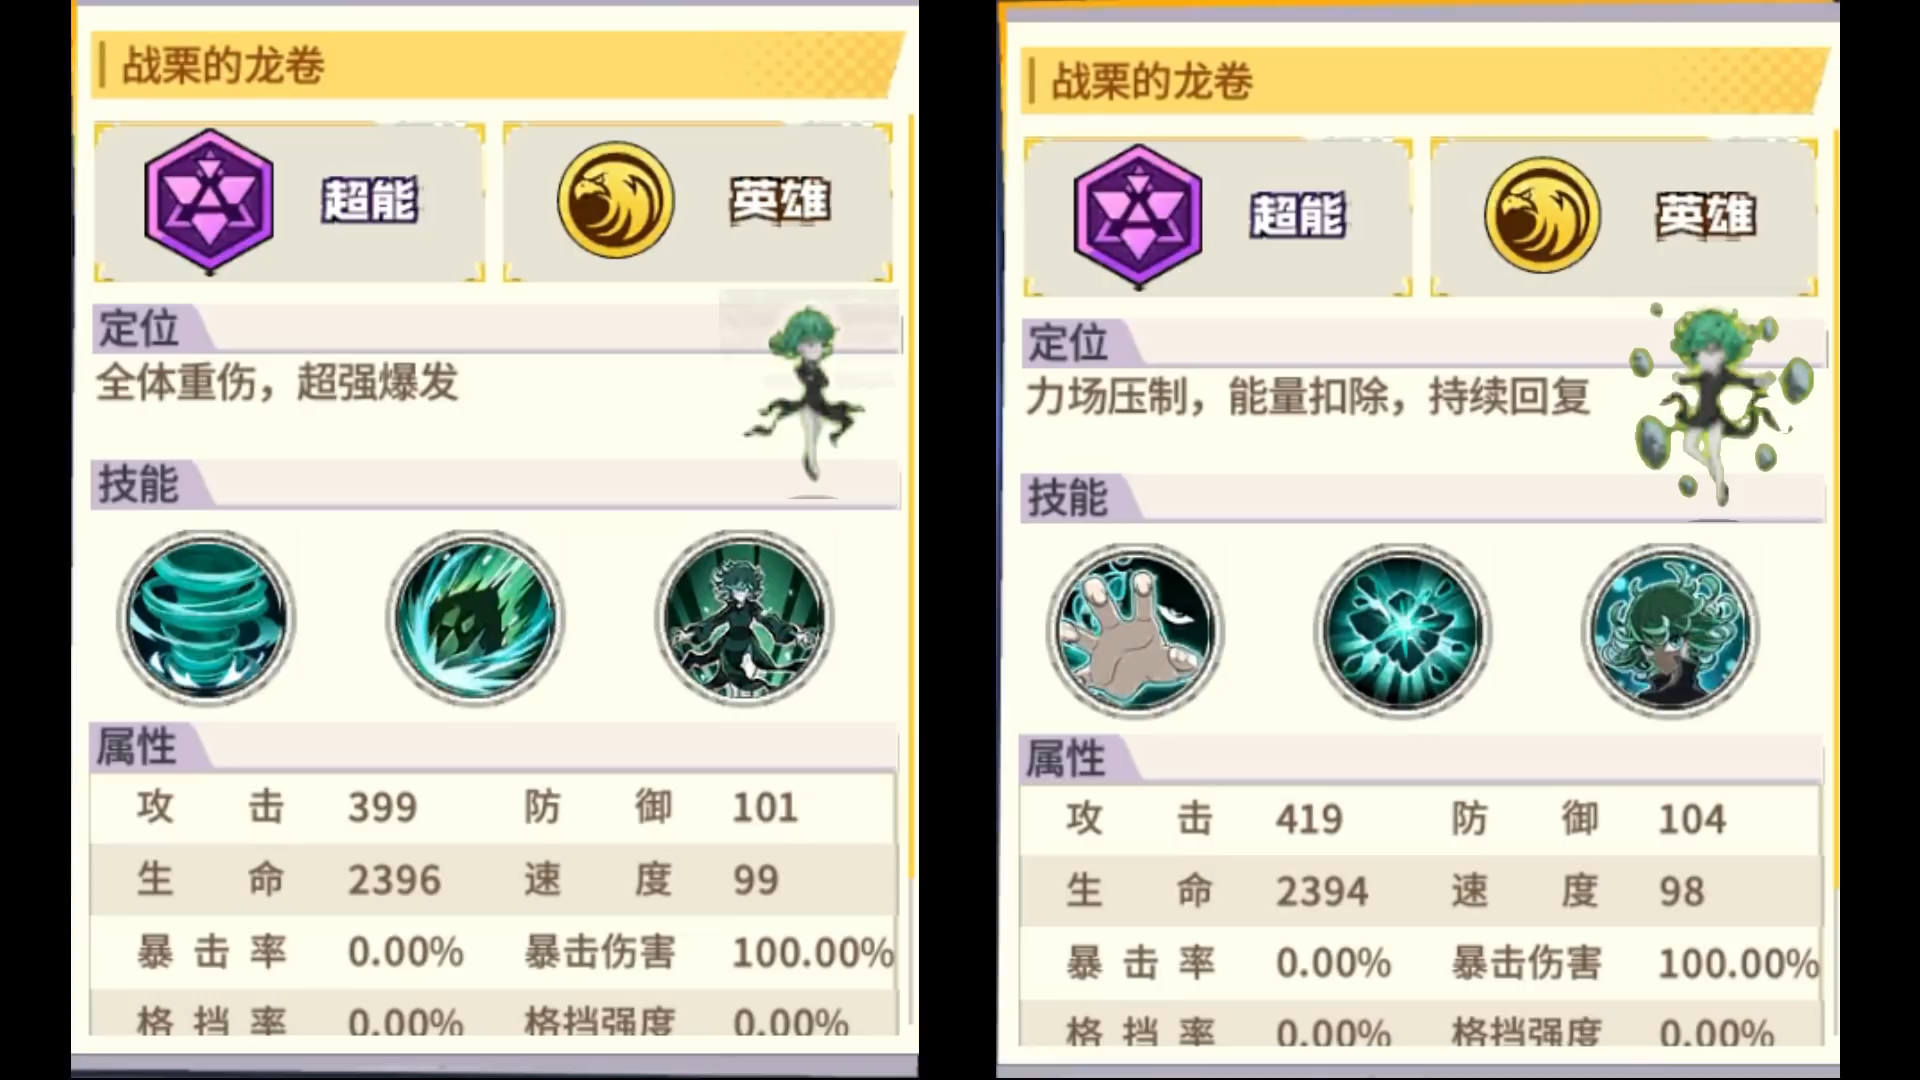 战栗的龙卷
超能 英雄
定位
全体重伤，超强爆发
技能
属性
攻击 399 防御 101
生命 2396 速度 99
暴击率 0.00% 暴击伤害 100.00%
格挡率 0.00% 格挡强度 0.00%
战栗的龙卷
超能 英雄
定位
力场压制，能量扣除，持续回复
技能
属性
攻击 419 防御 104
生命 2394 速度 98
暴击率 0.00% 暴击伤害 100.00%
格挡率 0.00% 格挡强度 0.00%